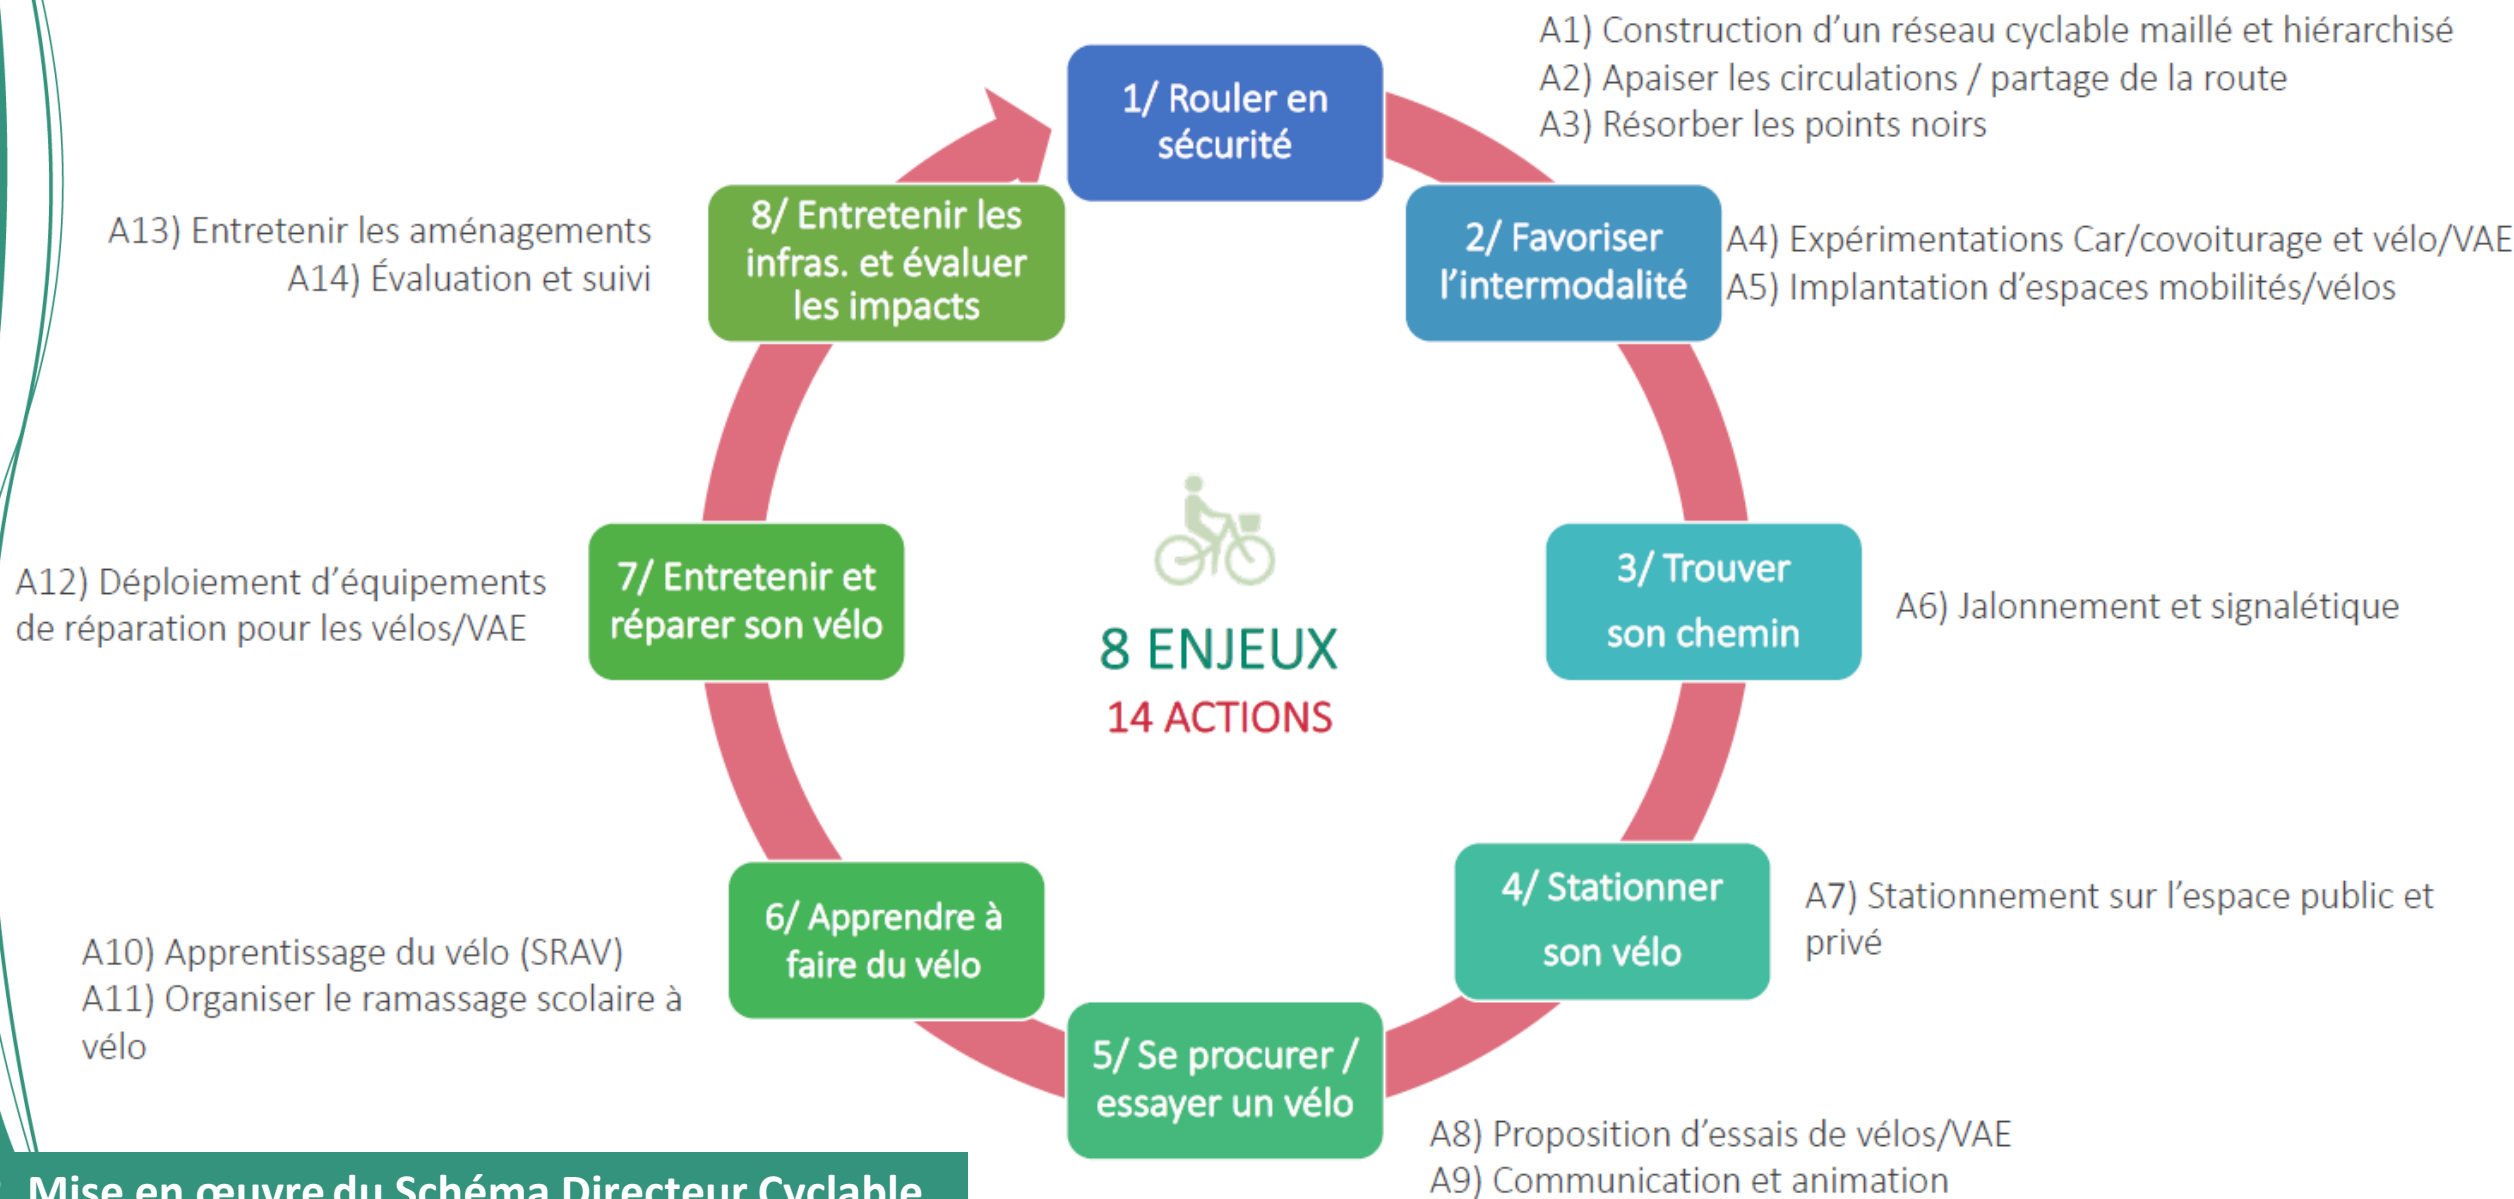 A1) Construction d’un réseau cyclable maillé et hiérarchisé
A2) Apaiser les circulations / partage de la route
A3) Résorber les points noirs
1/ Rouler en
sécurité
2/ Favoriser
l’intermodalité
A4) Expérimentations Car/covoiturage et vélo/VAE
A5) Implantation d’espaces mobilités/vélos
3/ Trouver
son chemin
A6) Jalonnement et signalétique
4/ Stationner
son vélo
A7) Stationnement sur l’espace public et
privé
5/ Se procurer /
essayer un vélo
A8) Proposition d’essais de vélos/VAE
A9) Communication et animation
6/ Apprendre à
faire du vélo
A10) Apprentissage du vélo (SRAV)
A11) Organiser le ramassage scolaire à
vélo
7/ Entretenir et
réparer son vélo
A12) Déploiement d’équipements
de réparation pour les vélos/VAE
8/ Entretenir les
infras. et évaluer
les impacts
A13) Entretenir les aménagements
A14) Évaluation et suivi
8 ENJEUX
14 ACTIONS
Mise en œuvre du Schéma Directeur Cyclable